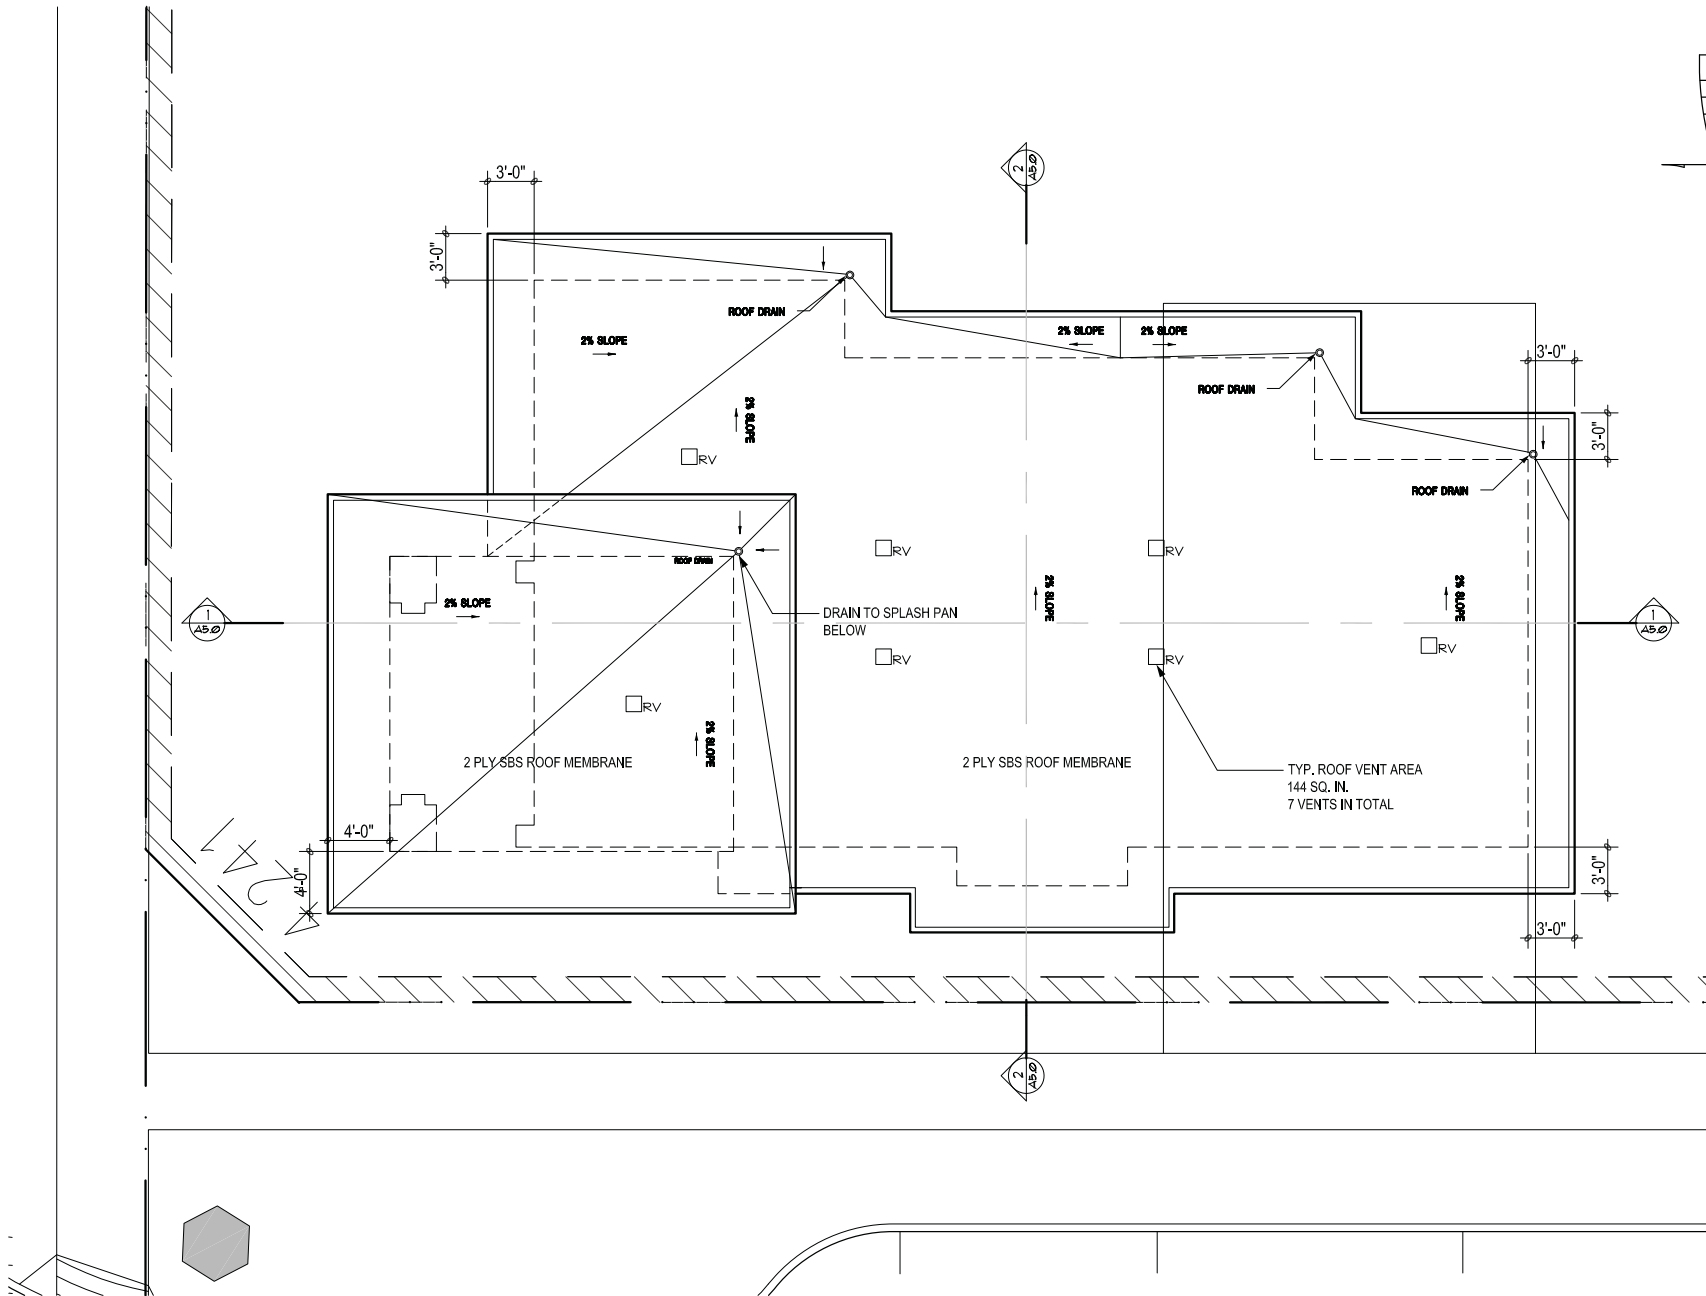 2
A5.0
3'-0"
3'-0"
ROOF DRAIN
2% SLOPE
2% SLOPE
2% SLOPE
3'-0"
ROOF DRAIN
2% SLOPE
RV
3'-0"
ROOF DRAIN
RV
RV
ROOF DRAIN
2% SLOPE
2% SLOPE
2% SLOPE
DRAIN TO SPLASH PAN
BELOW
1
A5.0
1
A5.0
RV
RV
RV
RV
2% SLOPE
2 PLY SBS ROOF MEMBRANE
2 PLY SBS ROOF MEMBRANE
TYP. ROOF VENT AREA
144 SQ. IN.
7 VENTS IN TOTAL
4'-0"
4'-0"
A 241
3'-0"
3'-0"
2
A5.0